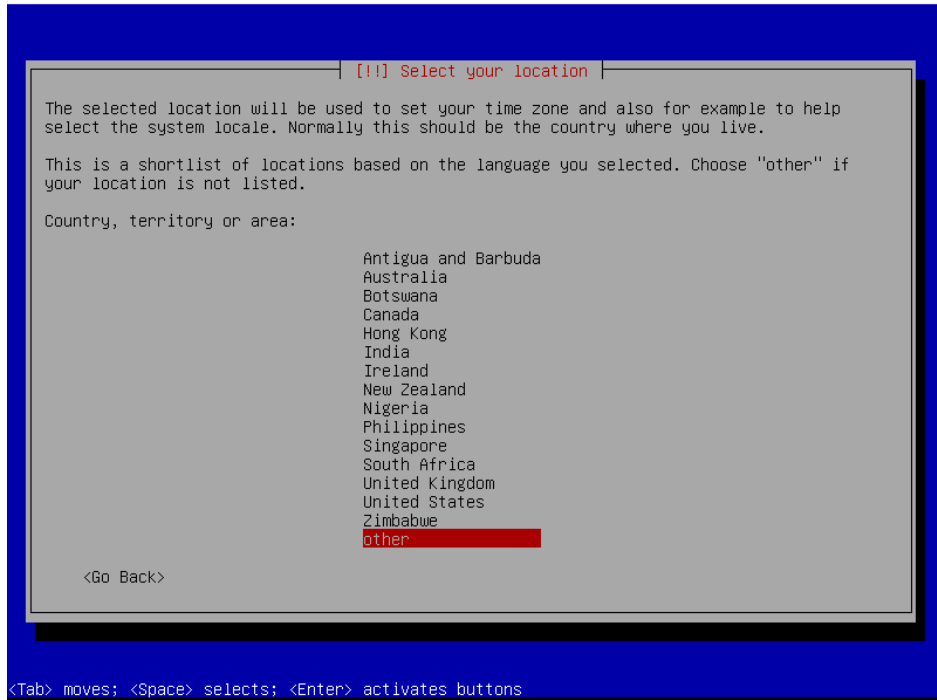 [!!] Select your location
The selected location will be used to set your time zone and also for example to help
select the system locale. Normally this should be the country where you live.
This is a shortlist of locations based on the language you selected. Choose "other" if
your location is not listed.
Country, territory or area:
Antigua and Barbuda
Australia
Botswana
Canada
Hong Kong
India
Ireland
New Zealand
Nigeria
Philippines
Singapore
South Africa
United Kingdom
United States
Zimbabwe
other
<Go Back>
<Tab> moves; <Space> selects; <Enter> activates buttons